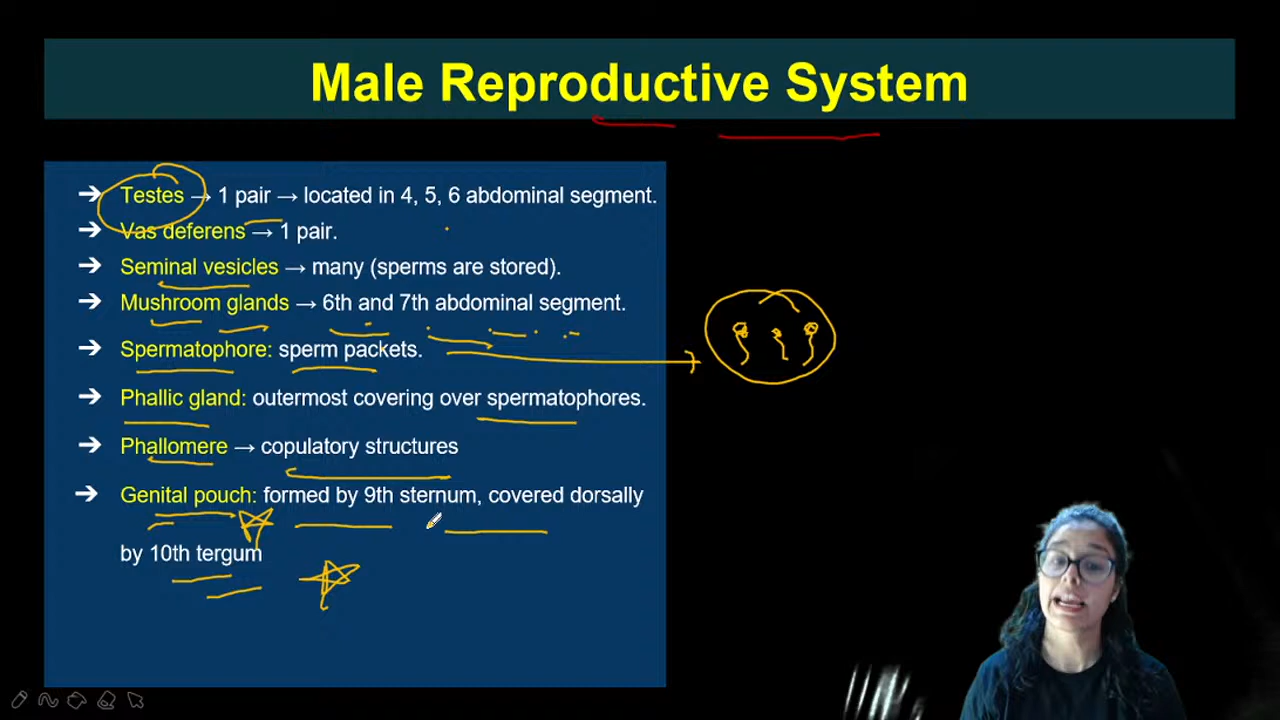 Male Reproductive System
➔ Testes → 1 pair → located in 4, 5, 6 abdominal segment.
➔ Vas deferens → 1 pair.
➔ Seminal vesicles → many (sperms are stored).
➔ Mushroom glands → 6th and 7th abdominal segment.
➔ Spermatophore: sperm packets.
➔ Phallic gland: outermost covering over spermatophores.
➔ Phallomere → copulatory structures
➔ Genital pouch: formed by 9th sternum, covered dorsally
by 10th tergum